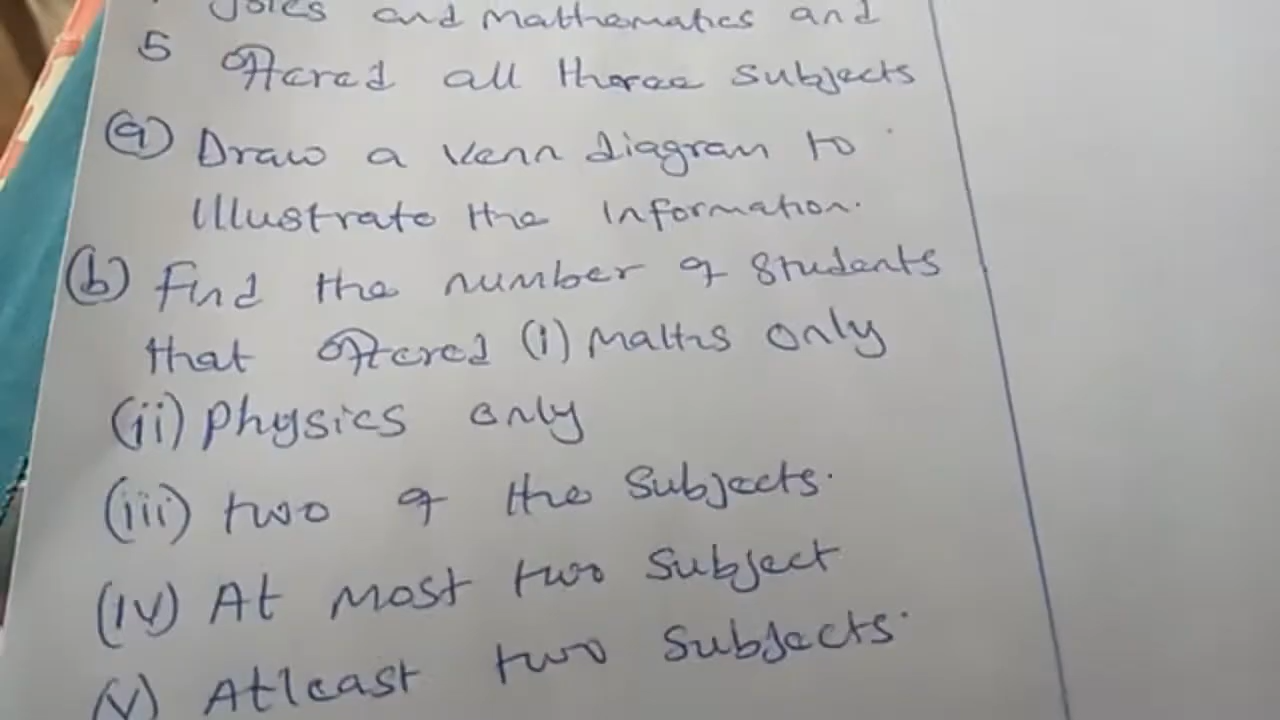 and mathematics and
5 offered all three subjects
(a) Draw a Venn diagram to
Illustrate the Information.
(b) Find the number of Students
that offered (i) Maths only
(ii) Physics only
(iii) two of the Subjects.
(iv) At most two Subject
(v) Atleast two Subjects.